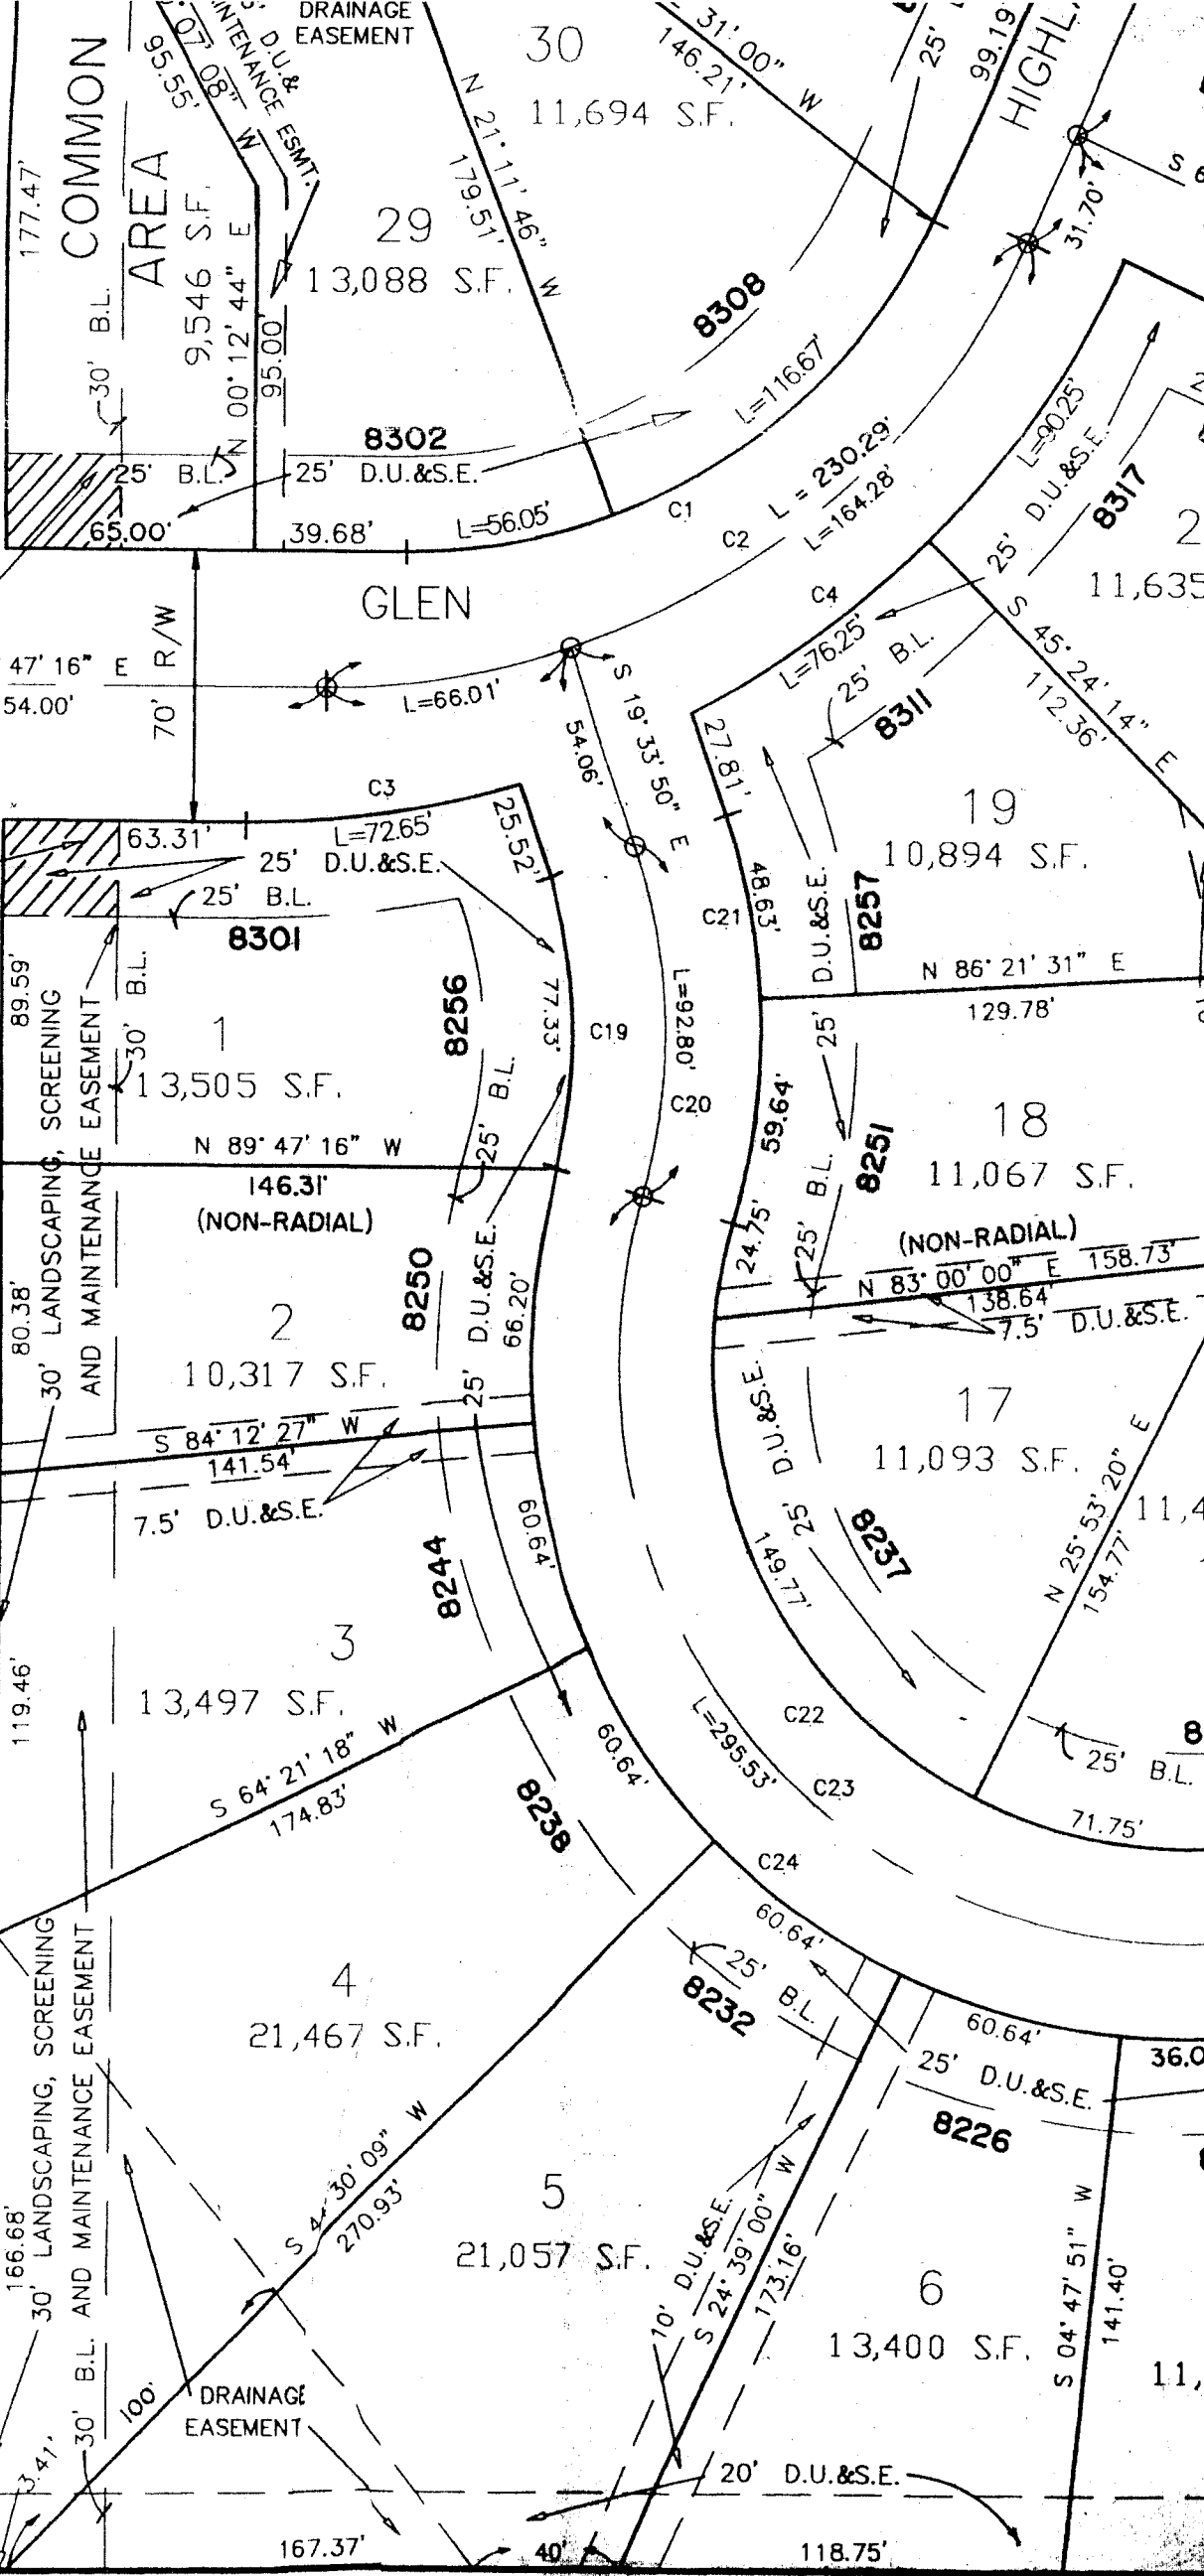 DRAINAGE
EASEMENT
5' D.U.&
INTENANCE ESMT.
07' 08" W
95.55'
177.47'
COMMON
AREA
9,546 S.F.
30' B.L.
N 00° 12' 44" E
95.00'
29
13,088 S.F.
N 21° 11' 46" W
179.51'
30
11,694 S.F.
31' 00" W
146.21'
25'
99.19'
HIGHL
31.70'
8308
L=116.67'
8302
25' B.L.
25' D.U.&S.E.
65.00'
39.68'
L=56.05'
C1
C2
L = 230.29'
L=164.28'
L=90.25'
25' D.U.&S.E.
8317
2
11,635
GLEN
70' R/W
47' 16" E
54.00'
L=66.01'
C4
L=76.25'
25' B.L.
8311
S 45° 24' 14" E
112.36'
S 19° 33' 50" E
54.06'
27.81'
C3
63.31'
L=72.65'
25' D.U.&S.E.
25.52'
25' B.L.
8301
19
10,894 S.F.
48.63'
C21
D.U.&S.E.
8257
N 86° 21' 31" E
129.78'
89.59'
30' LANDSCAPING, SCREENING
AND MAINTENANCE EASEMENT
30' B.L.
1
13,505 S.F.
8256
25' B.L.
77.33'
C19
L=92.80'
C20
N 89° 47' 16" W
146.31'
(NON-RADIAL)
59.64'
25' B.L.
25'
8251
18
11,067 S.F.
(NON-RADIAL)
24.75'
N 83° 00' 00" E 158.73'
138.64'
7.5' D.U.&S.E.
80.38'
2
10,317 S.F.
8250
25' D.U.&S.E.
66.20'
S 84° 12' 27" W
141.54'
7.5' D.U.&S.E.
17
11,093 S.F.
25' D.U.&S.E.
149.77'
8237
N 25° 53' 20" E
154.77'
11,4
8244
60.64'
3
13,497 S.F.
119.46'
S 64° 21' 18" W
174.83'
60.64'
8238
L=295.53'
C22
C23
C24
25' B.L.
71.75'
60.64'
25' B.L.
8232
60.64'
36.0
25' D.U.&S.E.
8226
4
21,467 S.F.
166.68'
30' LANDSCAPING, SCREENING
AND MAINTENANCE EASEMENT
30' B.L.
30' 09" W
270.93'
5
21,057 S.F.
10' D.U.&S.E.
S 24° 39' 00" W
173.16'
6
13,400 S.F.
S 04° 47' 51" W
141.40'
11,
100'
DRAINAGE
EASEMENT
20' D.U.&S.E.
3.41'
167.37'
40'
118.75'